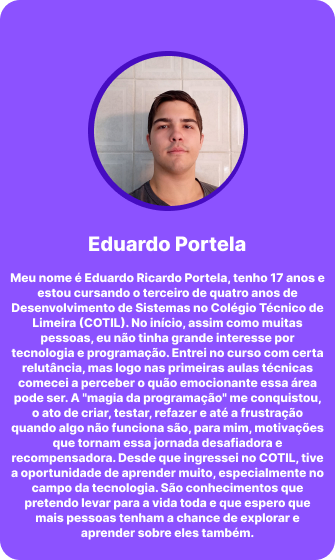 Eduardo Portela
Meu nome é Eduardo Ricardo Portela, tenho 17 anos e
estou cursando o terceiro de quatro anos de
Desenvolvimento de Sistemas no Colégio Técnico de
Limeira (COTIL). No início, assim como muitas
pessoas, eu não tinha grande interesse por
tecnologia e programação. Entrei no curso com certa
relutância, mas logo nas primeiras aulas técnicas
comecei a perceber o quão emocionante essa área
pode ser. A "magia da programação" me conquistou,
o ato de criar, testar, refazer e até a frustração
quando algo não funciona são, para mim, motivações
que tornam essa jornada desafiadora e
recompensadora. Desde que ingressei no COTIL, tive
a oportunidade de aprender muito, especialmente no
campo da tecnologia. São conhecimentos que
pretendo levar para a vida toda e que espero que
mais pessoas tenham a chance de explorar e
aprender sobre eles também.